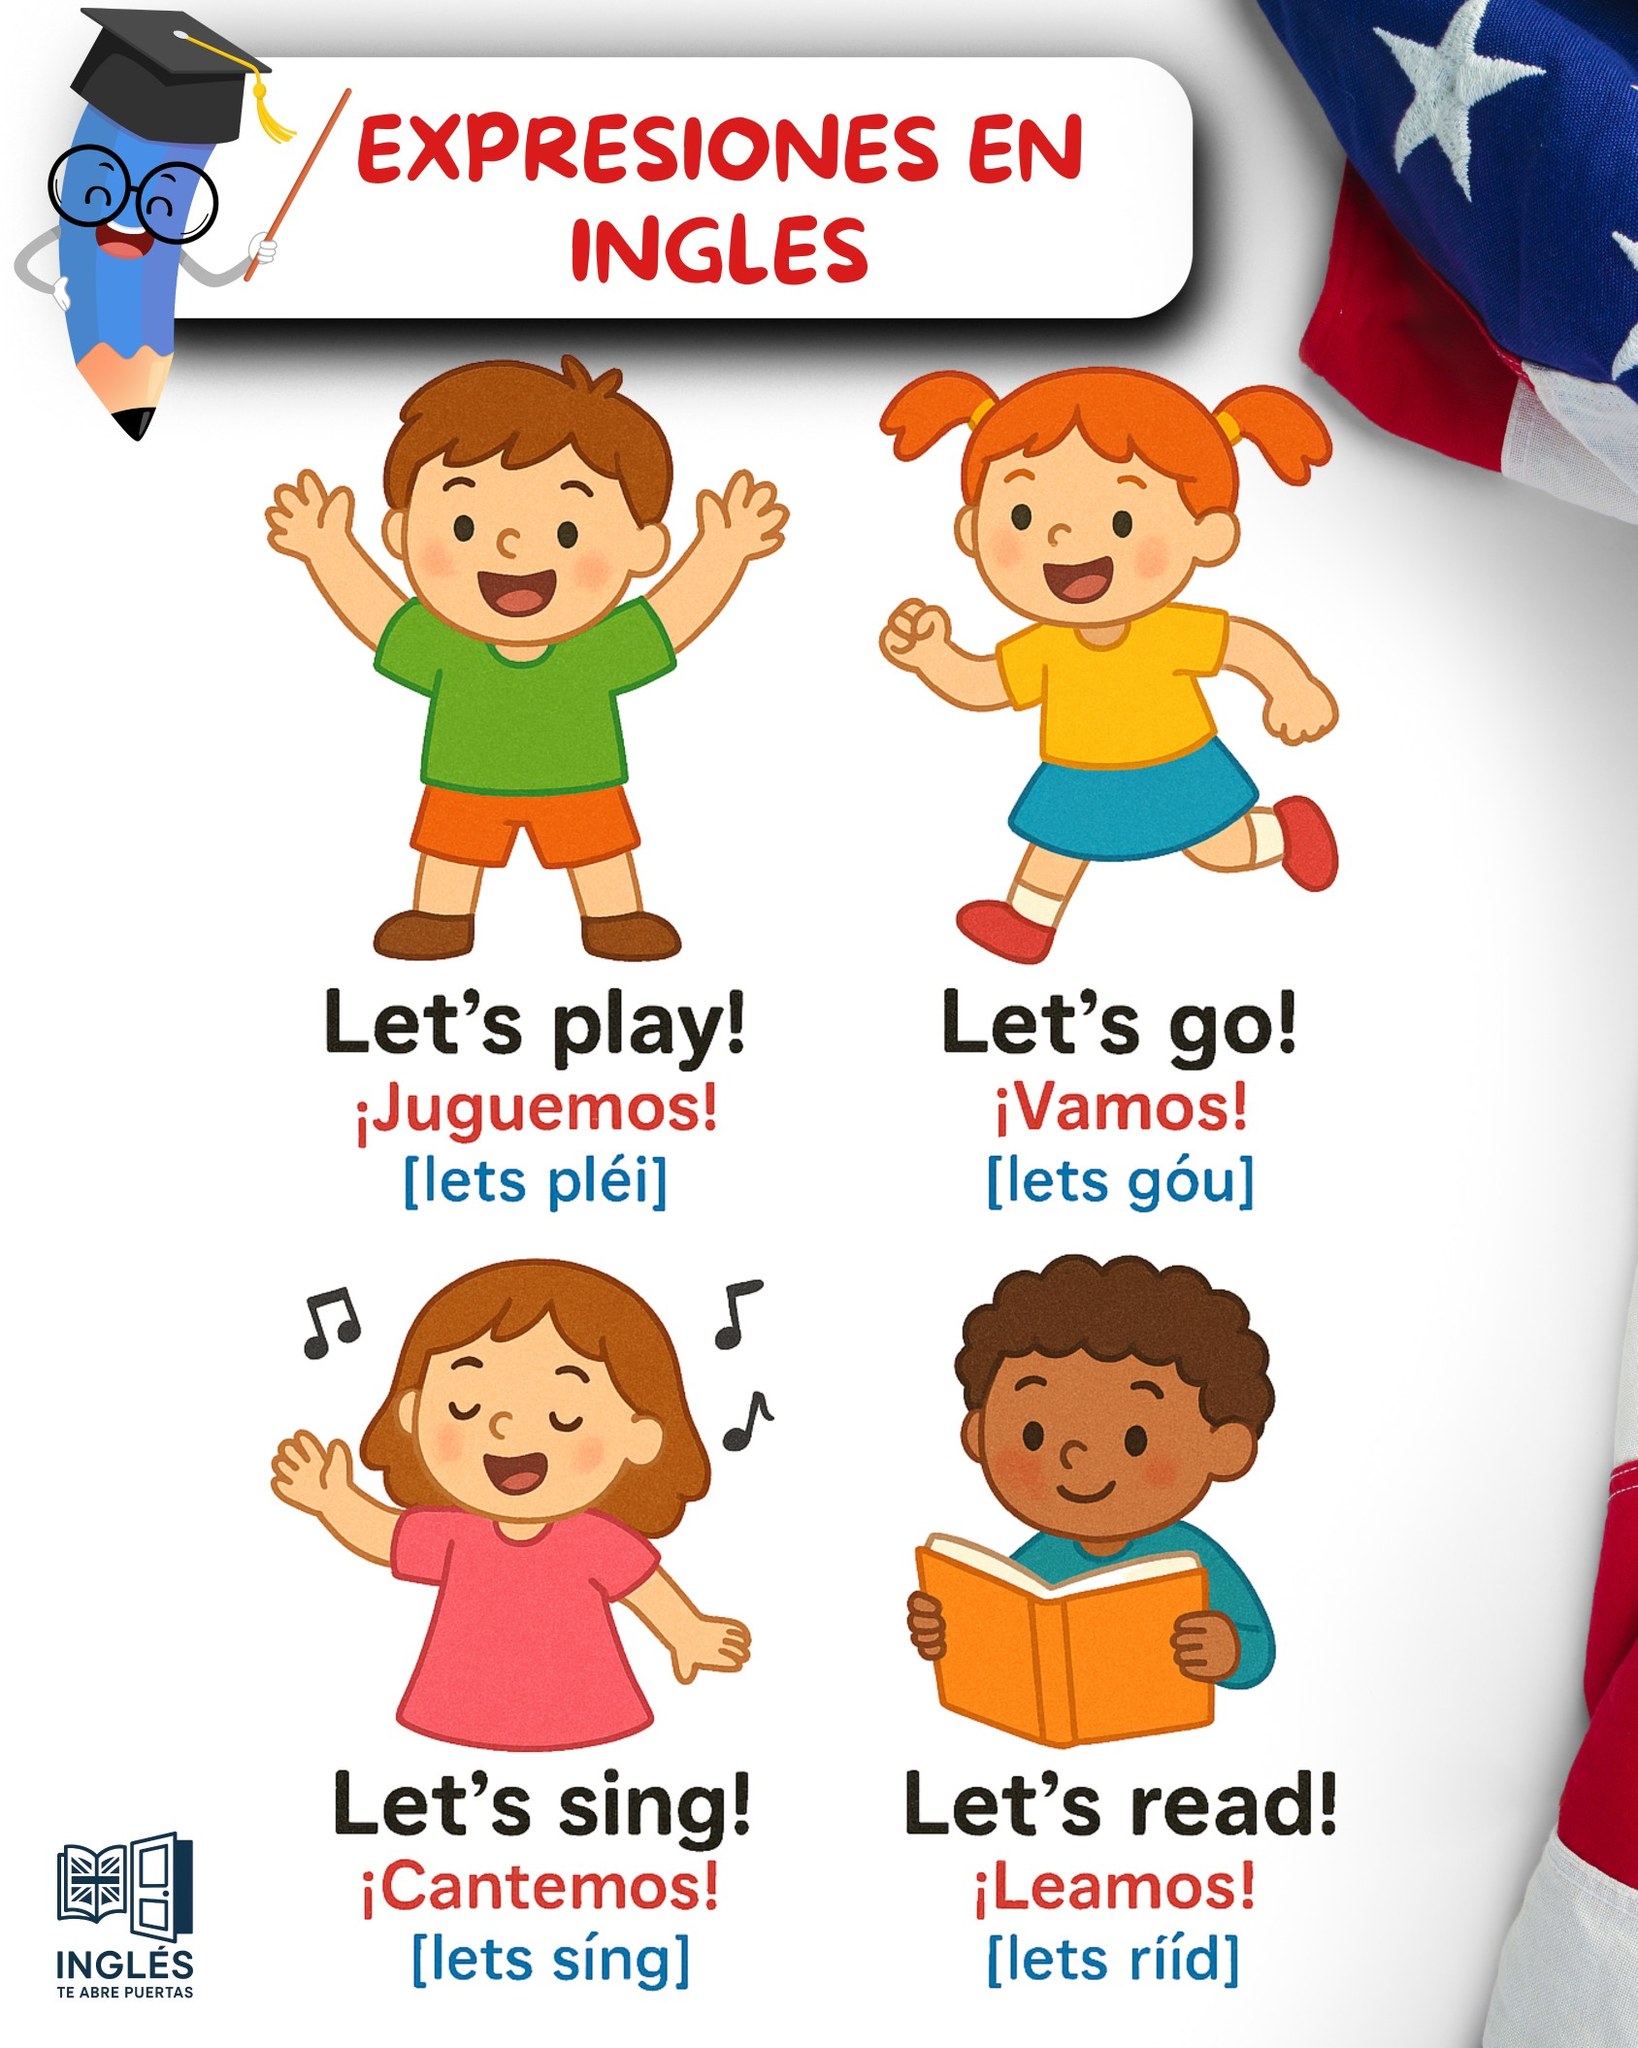 EXPRESIONES EN
INGLES
Let's play!
¡Juguemos!
[lets pléi]
Let's go!
¡Vamos!
[lets góu]
Let's sing!
¡Cantemos!
[lets síng]
Let's read!
¡Leamos!
[lets rííd]
INGLÉS
TE ABRE PUERTAS